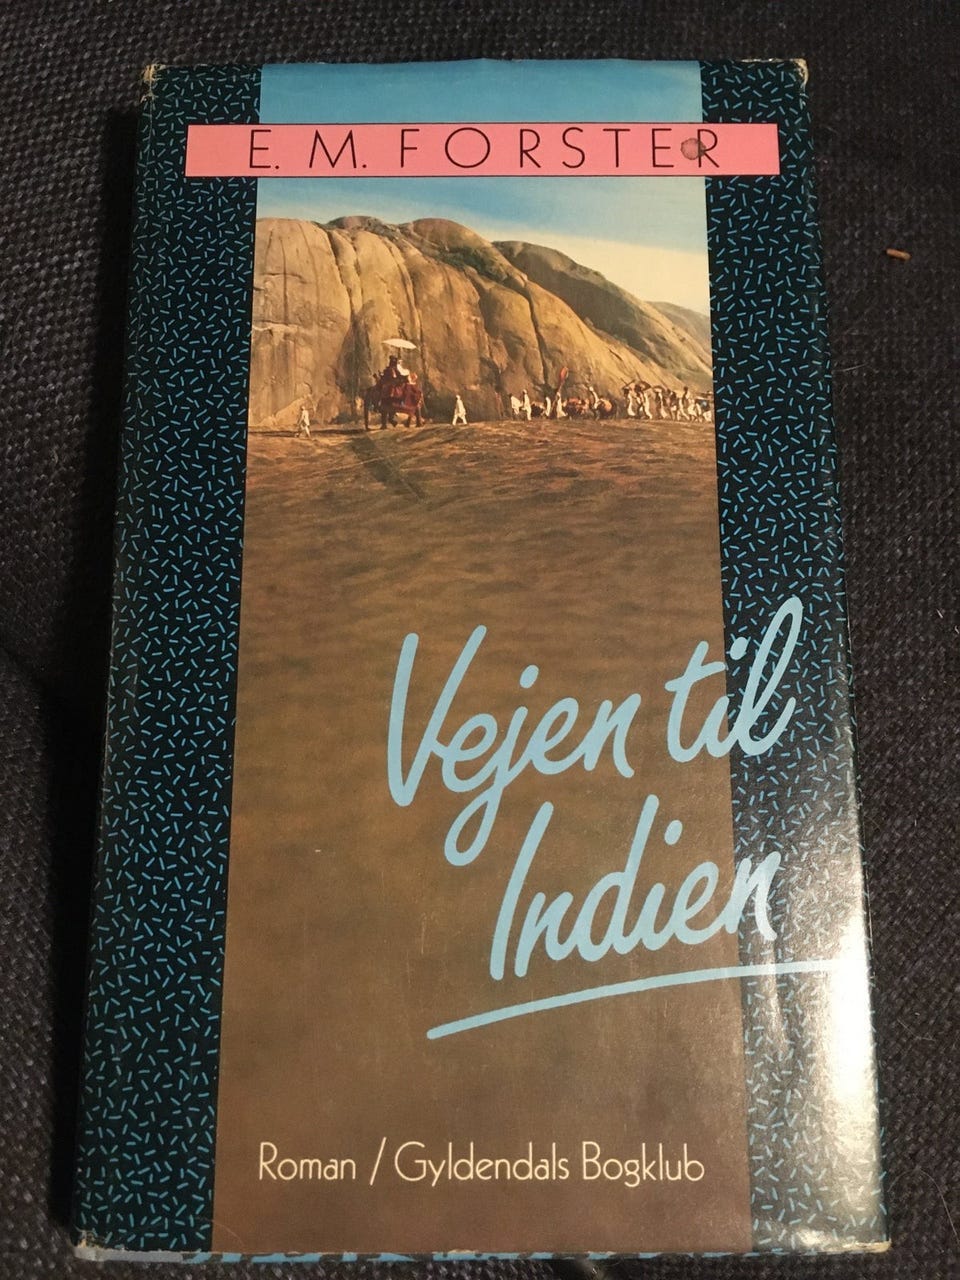 E. M. FORSTER
Vejen til
Indien
Roman / Gyldendals Bogklub